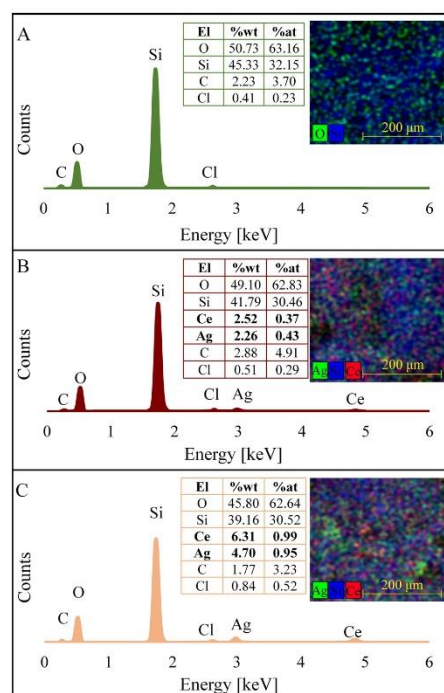 A
El %wt %at
O 50.73 63.16
Si 45.33 32.15
C 2.23 3.70
Cl 0.41 0.23
200 µm
O
Counts
Si
C O Cl
0 1 2 3 4 5 6
Energy [keV]
B
El %wt %at
O 49.10 62.83
Si 41.79 30.46
Ce 2.52 0.37
Ag 2.26 0.43
C 2.88 4.91
Cl 0.51 0.29
200 µm
Ag Ce
Counts
Si
C O Cl Ag Ce
0 1 2 3 4 5 6
Energy [keV]
C
El %wt %at
O 45.80 62.64
Si 39.16 30.52
Ce 6.31 0.99
Ag 4.70 0.95
C 1.77 3.23
Cl 0.84 0.52
200 µm
Ag Ce
Counts
Si
C O Cl Ag Ce
0 1 2 3 4 5 6
Energy [keV]